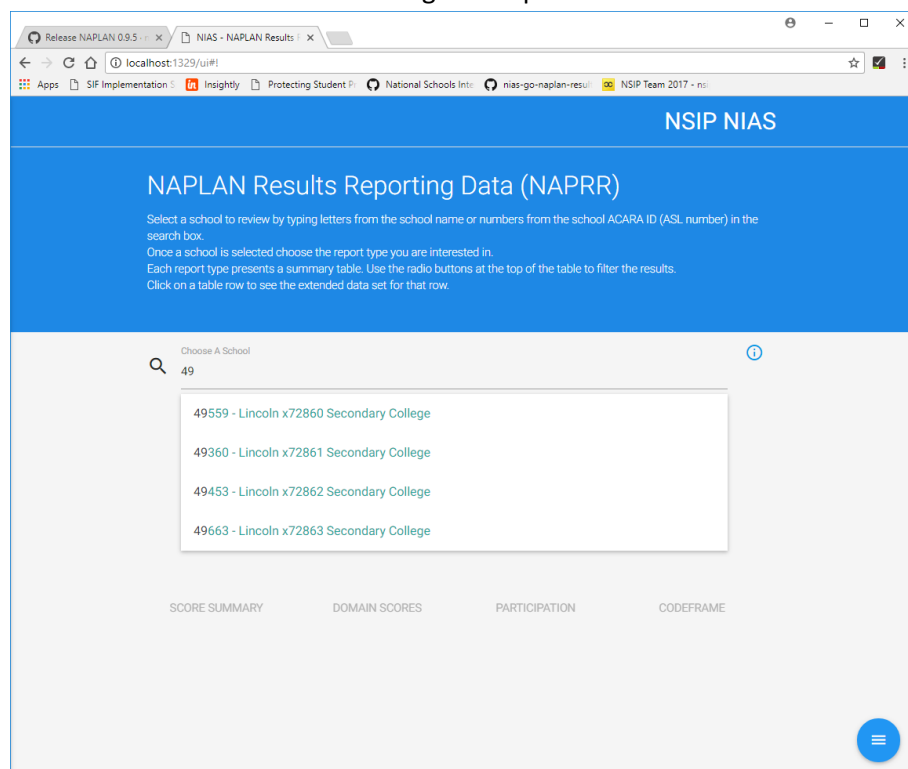 Release NAPLAN 0.9.5 · n
NIAS - NAPLAN Results R
localhost:1329/ui#!
Apps
SIF Implementation S
Insightly
Protecting Student Pr
National Schools Inte
nias-go-naplan-resul
NSIP Team 2017 - nsi
NSIP NIAS
NAPLAN Results Reporting Data (NAPRR)
Select a school to review by typing letters from the school name or numbers from the school ACARA ID (ASL number) in the
search box.
Once a school is selected choose the report type you are interested in.
Each report type presents a summary table. Use the radio buttons at the top of the table to filter the results.
Click on a table row to see the extended data set for that row.
Choose A School
49
49559 - Lincoln x72860 Secondary College
49360 - Lincoln x72861 Secondary College
49453 - Lincoln x72862 Secondary College
49663 - Lincoln x72863 Secondary College
SCORE SUMMARY DOMAIN SCORES PARTICIPATION CODEFRAME